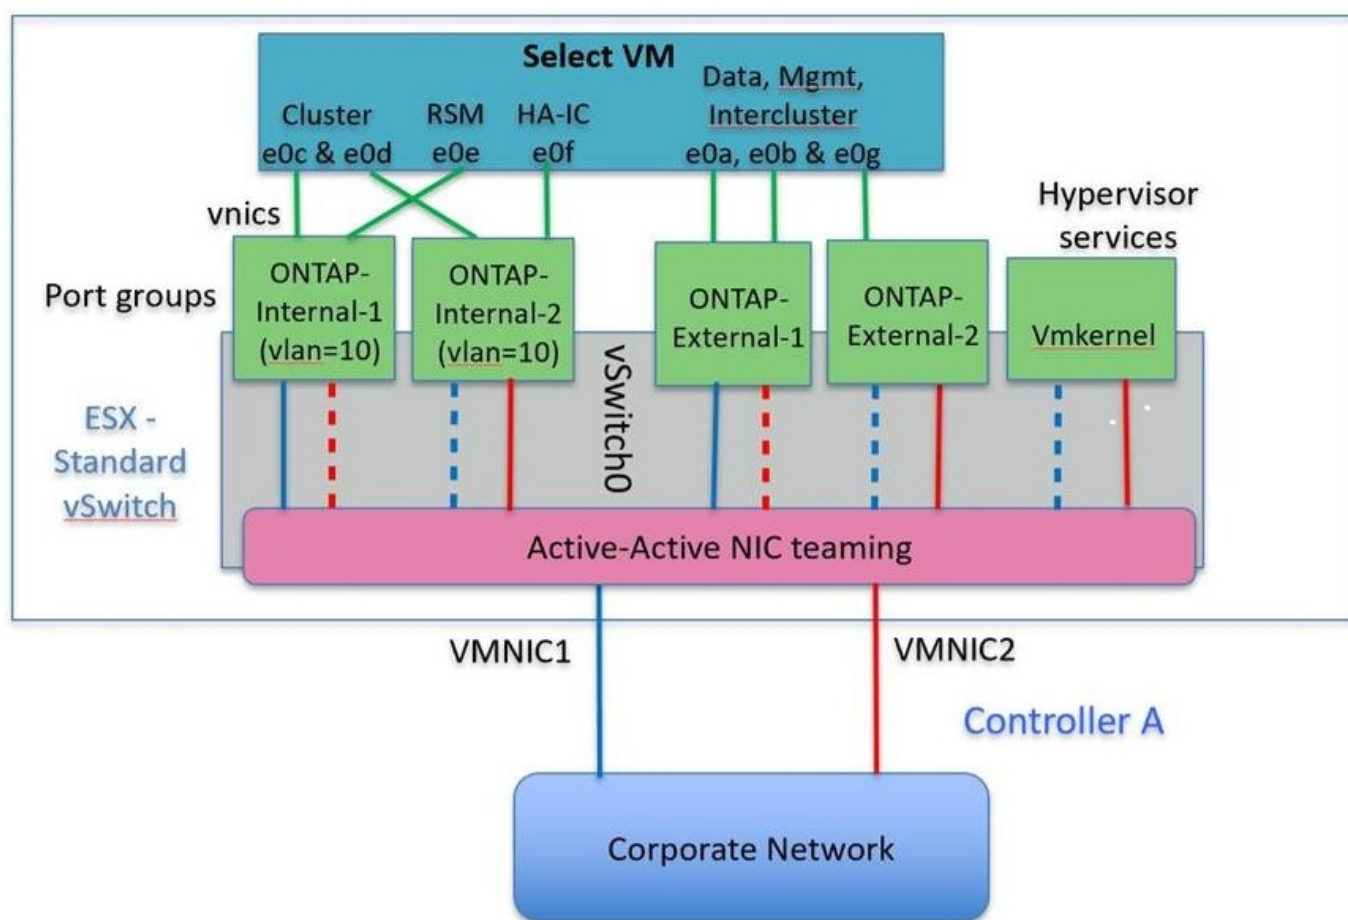 Select VM
Cluster
e0c & e0d
RSM
e0e
HA-IC
e0f
Data, Mgmt,
Intercluster
e0a, e0b & e0g
vnics
Hypervisor
services
Port groups
ONTAP-
Internal-1
(vlan=10)
ONTAP-
Internal-2
(vlan=10)
vSwitch0
ONTAP-
External-1
ONTAP-
External-2
Vmkernel
ESX -
Standard
vSwitch
Active-Active NIC teaming
VMNIC1
VMNIC2
Controller A
Corporate Network